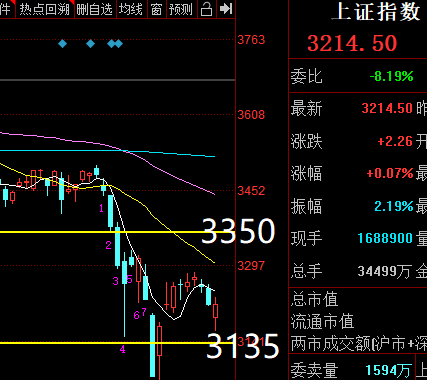 件 热点回溯 删自选 均线 窗 预测
上证指数
3214.50
3763
3608
3452
3297
3350
3135
1
2
3
5
4
6
7
委比 -8.19%
最新 3214.50 昨
涨跌 +2.26 开
涨幅 +0.07% 最
振幅 2.19% 最
现手 1688900 量
总手 34499万 金
总市值
流通市值
两市成交额(沪市+深
委卖量 1594万 上